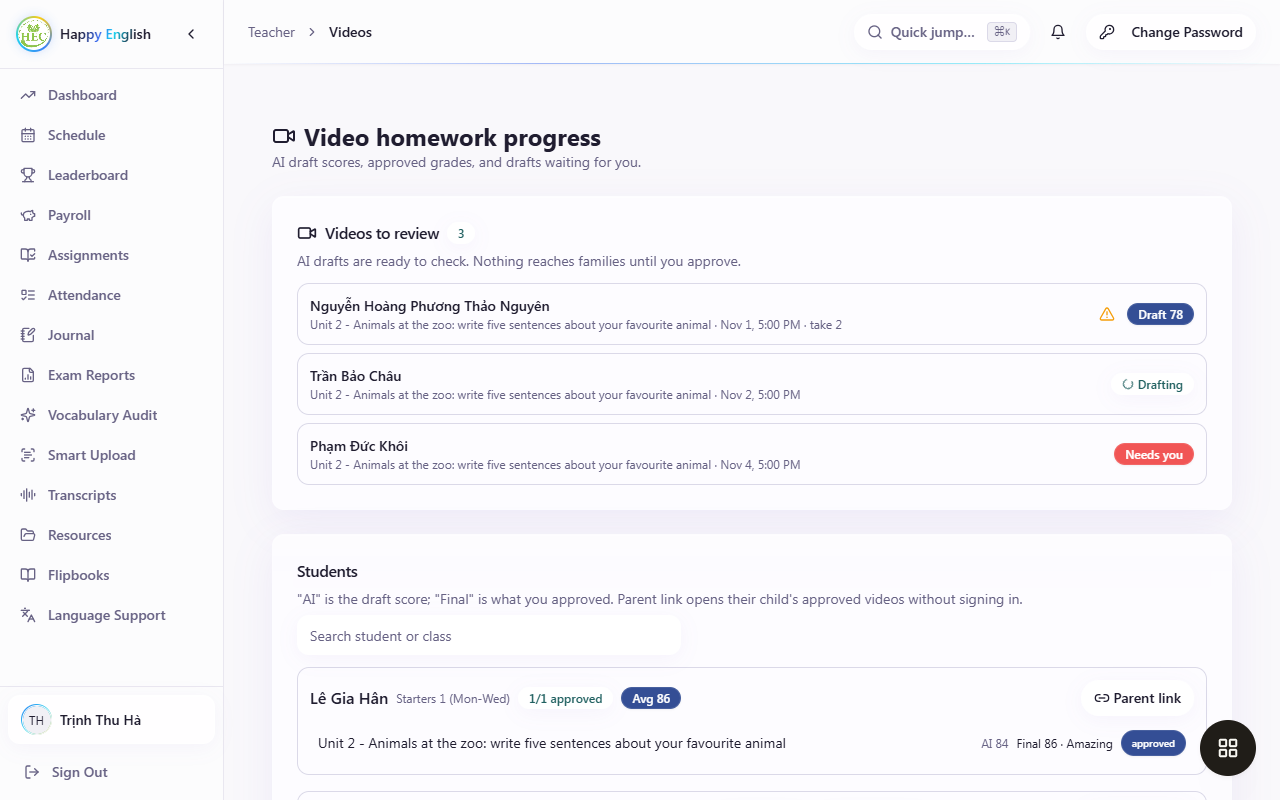 HEC
Happy English
Teacher
Videos
Quick jump...
⌘K
Change Password
Dashboard
Schedule
Leaderboard
Payroll
Assignments
Attendance
Journal
Exam Reports
Vocabulary Audit
Smart Upload
Transcripts
Resources
Flipbooks
Language Support
TH
Trịnh Thu Hà
Sign Out
Video homework progress
AI draft scores, approved grades, and drafts waiting for you.
Videos to review 3
AI drafts are ready to check. Nothing reaches families until you approve.
Nguyễn Hoàng Phương Thảo Nguyên
Unit 2 - Animals at the zoo: write five sentences about your favourite animal · Nov 1, 5:00 PM · take 2
Draft 78
Trần Bảo Châu
Unit 2 - Animals at the zoo: write five sentences about your favourite animal · Nov 2, 5:00 PM
Drafting
Phạm Đức Khôi
Unit 2 - Animals at the zoo: write five sentences about your favourite animal · Nov 4, 5:00 PM
Needs you
Students
"AI" is the draft score; "Final" is what you approved. Parent link opens their child's approved videos without signing in.
Search student or class
Lê Gia Hân Starters 1 (Mon-Wed) 1/1 approved Avg 86
Parent link
Unit 2 - Animals at the zoo: write five sentences about your favourite animal
AI 84 Final 86 · Amazing approved